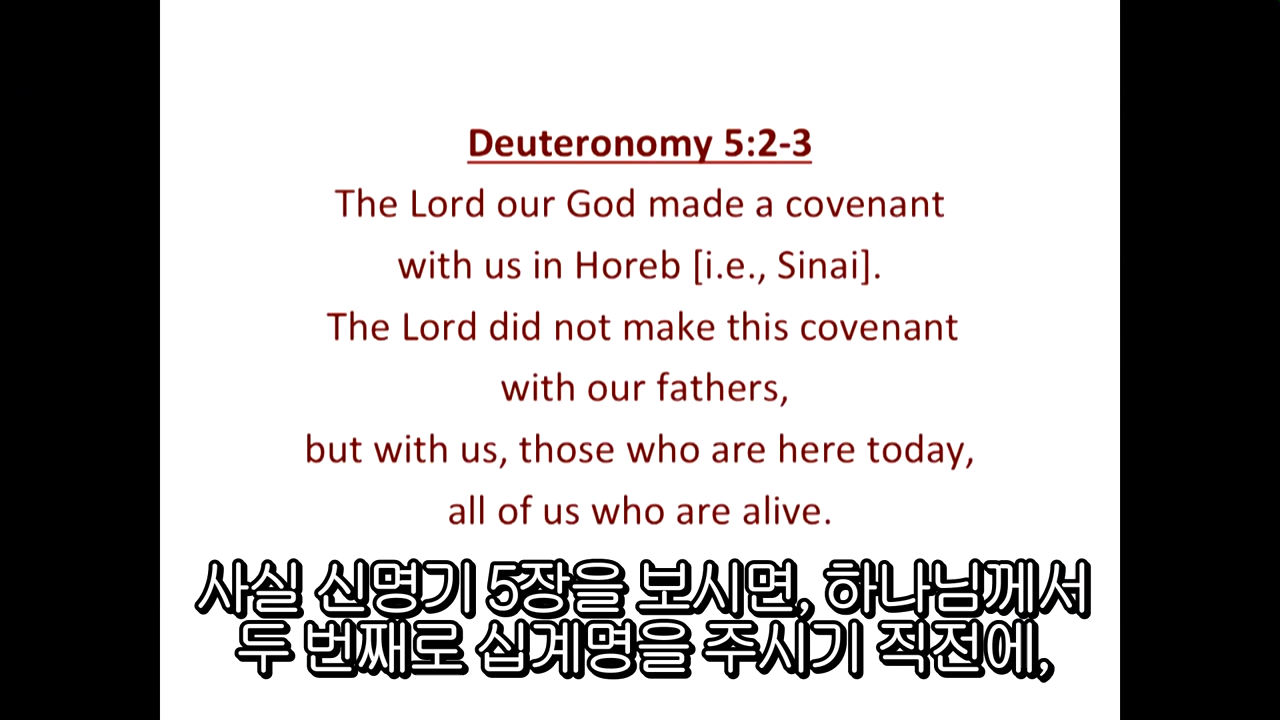 Deuteronomy 5:2-3
The Lord our God made a covenant
with us in Horeb [i.e., Sinai].
The Lord did not make this covenant
with our fathers,
but with us, those who are here today,
all of us who are alive.
사실 신명기 5장을 보시면, 하나님께서
두 번째로 십계명을 주시기 직전에,